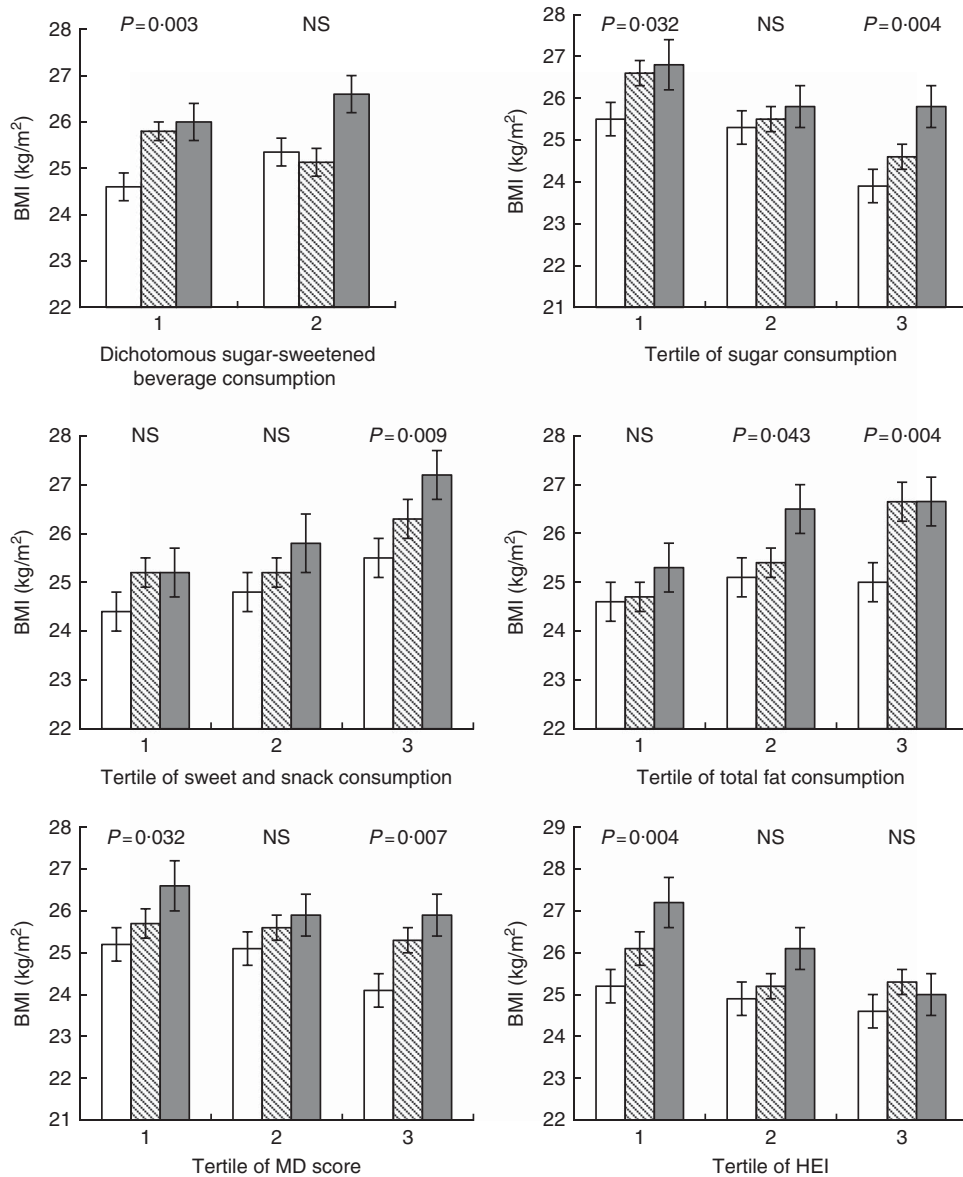 P=0·003 NS
28
27
26
25
24
23
22
BMI (kg/m²)
1 2
Dichotomous sugar-sweetened
beverage consumption
P=0·032 NS P=0·004
28
27
26
25
24
23
22
21
BMI (kg/m²)
1 2 3
Tertile of sugar consumption
NS NS P=0·009
28
27
26
25
24
23
22
BMI (kg/m²)
1 2 3
Tertile of sweet and snack consumption
NS P=0·043 P=0·004
28
27
26
25
24
23
22
BMI (kg/m²)
1 2 3
Tertile of total fat consumption
P=0·032 NS P=0·007
28
27
26
25
24
23
22
21
BMI (kg/m²)
1 2 3
Tertile of MD score
P=0·004 NS NS
29
28
27
26
25
24
23
22
BMI (kg/m²)
1 2 3
Tertile of HEI